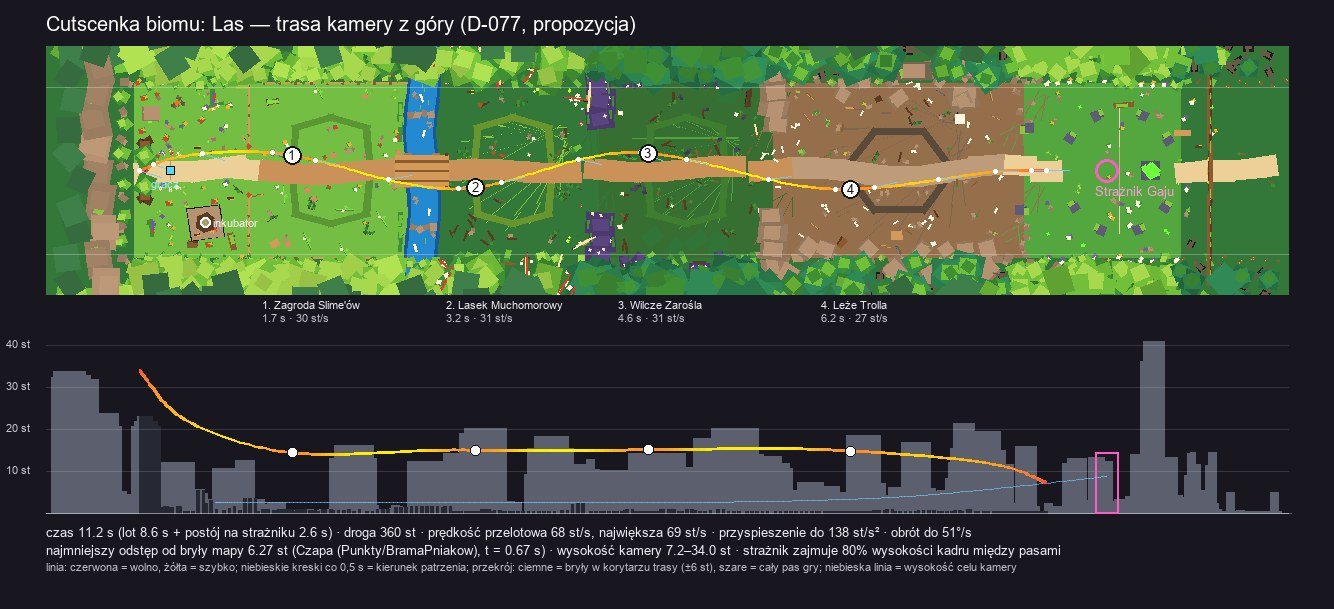 Cutscenka biomu: Las — trasa kamery z góry (D-077, propozycja)
1
2
3
4
inkubator
Strażnik Gaju
1. Zagroda Slime'ów
1.7 s · 30 st/s
2. Lasek Muchomorowy
3.2 s · 31 st/s
3. Wilcze Zarośla
4.6 s · 31 st/s
4. Leże Trolla
6.2 s · 27 st/s
40 st
30 st
20 st
10 st
czas 11.2 s (lot 8.6 s + postój na strażniku 2.6 s) · droga 360 st · prędkość przelotowa 68 st/s, największa 69 st/s · przyspieszenie do 138 st/s² · obrót do 51°/s
najmniejszy odstęp od bryły mapy 6.27 st (Czapa (Punkty/BramaPniakow), t = 0.67 s) · wysokość kamery 7.2–34.0 st · strażnik zajmuje 80% wysokości kadru między pasami
linia: czerwona = wolno, żółta = szybko; niebieskie kreski co 0,5 s = kierunek patrzenia; przekrój: ciemne = bryły w korytarzu trasy (±6 st), szare = cały pas gry; niebieska linia = wysokość celu kamery